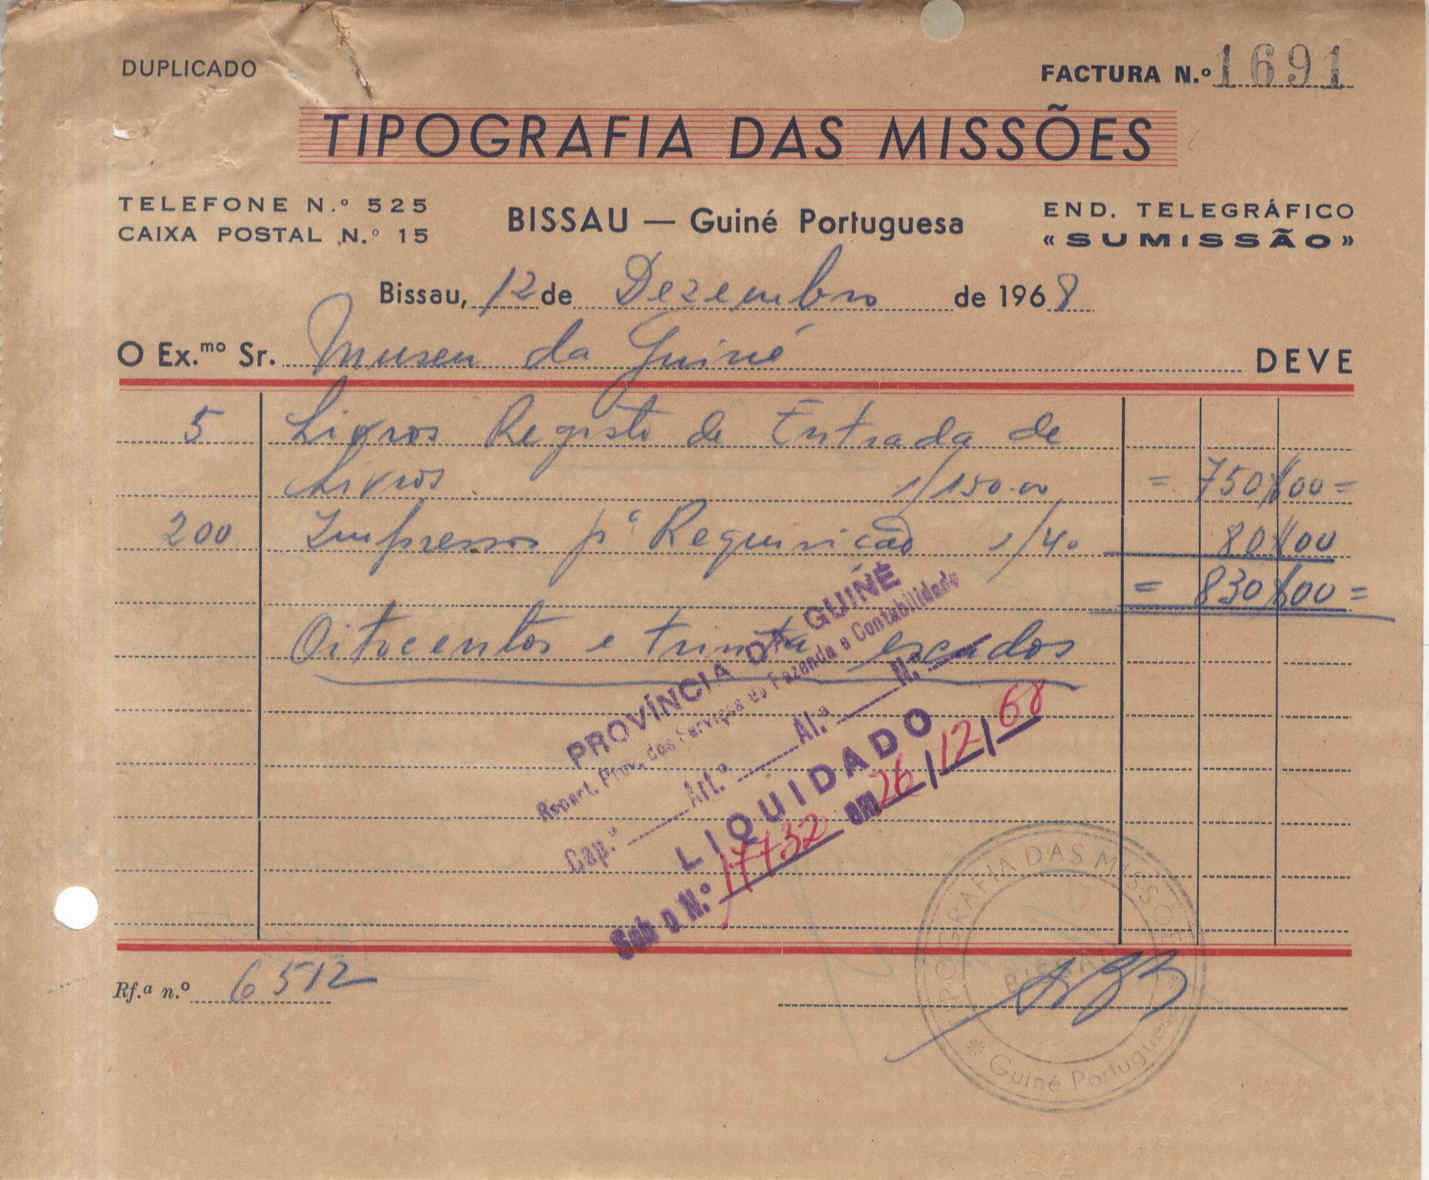 DUPLICADO
FACTURA N.º 1691
TIPOGRAFIA DAS MISSÕES
TELEFONE N.º 525
CAIXA POSTAL N.º 15
BISSAU — Guiné Portuguesa
END. TELEGRÁFICO
«SUMISSÃO»
Bissau, 12 de Dezembro de 1968
O Ex.mo Sr. Museu da Guiné DEVE
5 Livros Registo de Entrada de
Livros 1/150.00 = 750$00 =
200 Impressos pª Requisição 1/40 80$00
= 830$00 =
Oitocentos e trinta escudos
PROVÍNCIA DA GUINÉ
Repart. Prov. dos Serviços de Fazenda e Contabilidade
Cap.º Art.º Al.ª N.º
LIQUIDADO
Sob o N.º 17732 em 26/12/68
TIPOGRAFIA DAS MISSÕES
BISSAU
* Guiné Portuguesa
Rf.ª n.º 6512